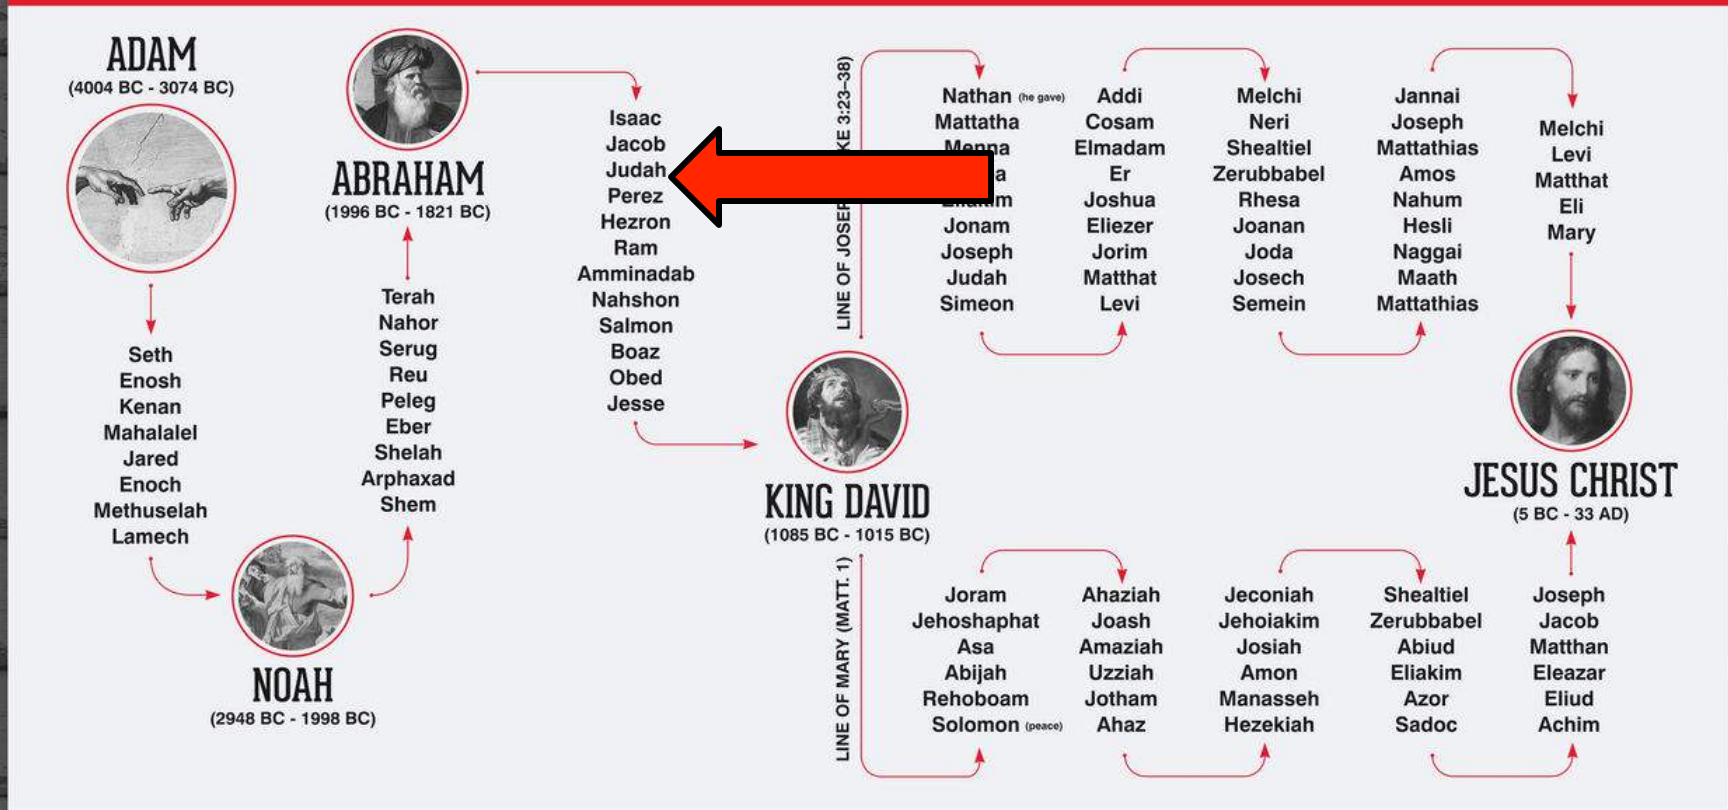 ADAM
(4004 BC - 3074 BC)
Seth
Enosh
Kenan
Mahalalel
Jared
Enoch
Methuselah
Lamech
NOAH
(2948 BC - 1998 BC)
ABRAHAM
(1996 BC - 1821 BC)
Terah
Nahor
Serug
Reu
Peleg
Eber
Shelah
Arphaxad
Shem
Isaac
Jacob
Judah
Perez
Hezron
Ram
Amminadab
Nahshon
Salmon
Boaz
Obed
Jesse
KING DAVID
(1085 BC - 1015 BC)
LINE OF 3:23–38)
Nathan (he gave)
Mattatha
Menna
Eliakim
Jonam
Joseph
Judah
Simeon
Addi
Cosam
Elmadam
Er
Joshua
Eliezer
Jorim
Matthat
Levi
Melchi
Neri
Shealtiel
Zerubbabel
Rhesa
Joanan
Joda
Josech
Semein
Jannai
Joseph
Mattathias
Amos
Nahum
Hesli
Naggai
Maath
Mattathias
Melchi
Levi
Matthat
Eli
Mary
JESUS CHRIST
(5 BC - 33 AD)
LINE OF MARY (MATT. 1)
Joram
Jehoshaphat
Asa
Abijah
Rehoboam
Solomon (peace)
Ahaziah
Joash
Amaziah
Uzziah
Jotham
Ahaz
Jeconiah
Jehoiakim
Josiah
Amon
Manasseh
Hezekiah
Shealtiel
Zerubbabel
Abiud
Eliakim
Azor
Sadoc
Joseph
Jacob
Matthan
Eleazar
Eliud
Achim